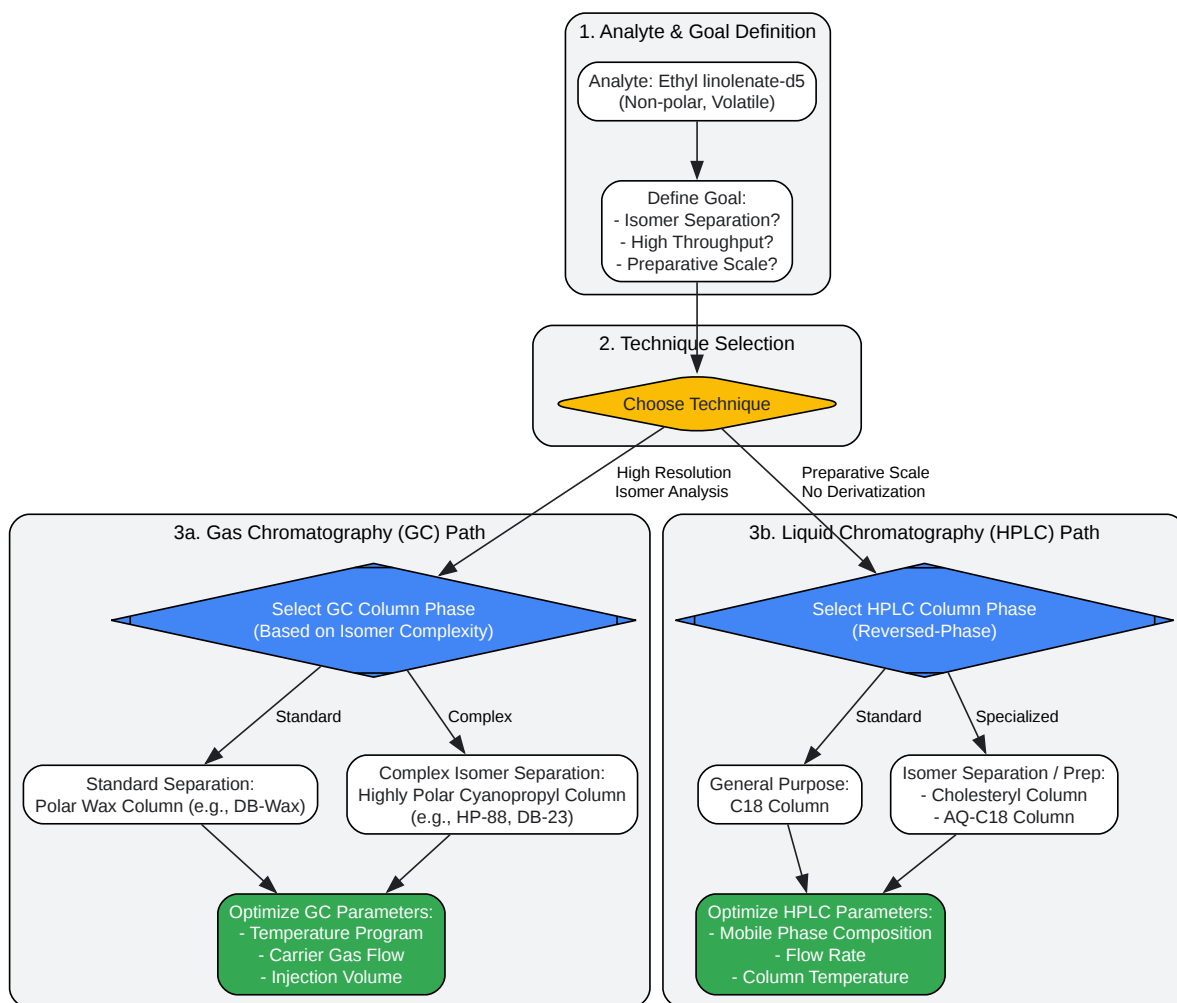 1. Analyte & Goal Definition
Analyte: Ethyl linolenate-d5
(Non-polar, Volatile)
Define Goal:
- Isomer Separation?
- High Throughput?
- Preparative Scale?
2. Technique Selection
Choose Technique
High Resolution
Isomer Analysis
Preparative Scale
No Derivatization
3a. Gas Chromatography (GC) Path
Select GC Column Phase
(Based on Isomer Complexity)
Standard
Complex
Standard Separation:
Polar Wax Column (e.g., DB-Wax)
Complex Isomer Separation:
Highly Polar Cyanopropyl Column
(e.g., HP-88, DB-23)
Optimize GC Parameters:
- Temperature Program
- Carrier Gas Flow
- Injection Volume
3b. Liquid Chromatography (HPLC) Path
Select HPLC Column Phase
(Reversed-Phase)
Standard
Specialized
General Purpose:
C18 Column
Isomer Separation / Prep:
- Cholesteryl Column
- AQ-C18 Column
Optimize HPLC Parameters:
- Mobile Phase Composition
- Flow Rate
- Column Temperature